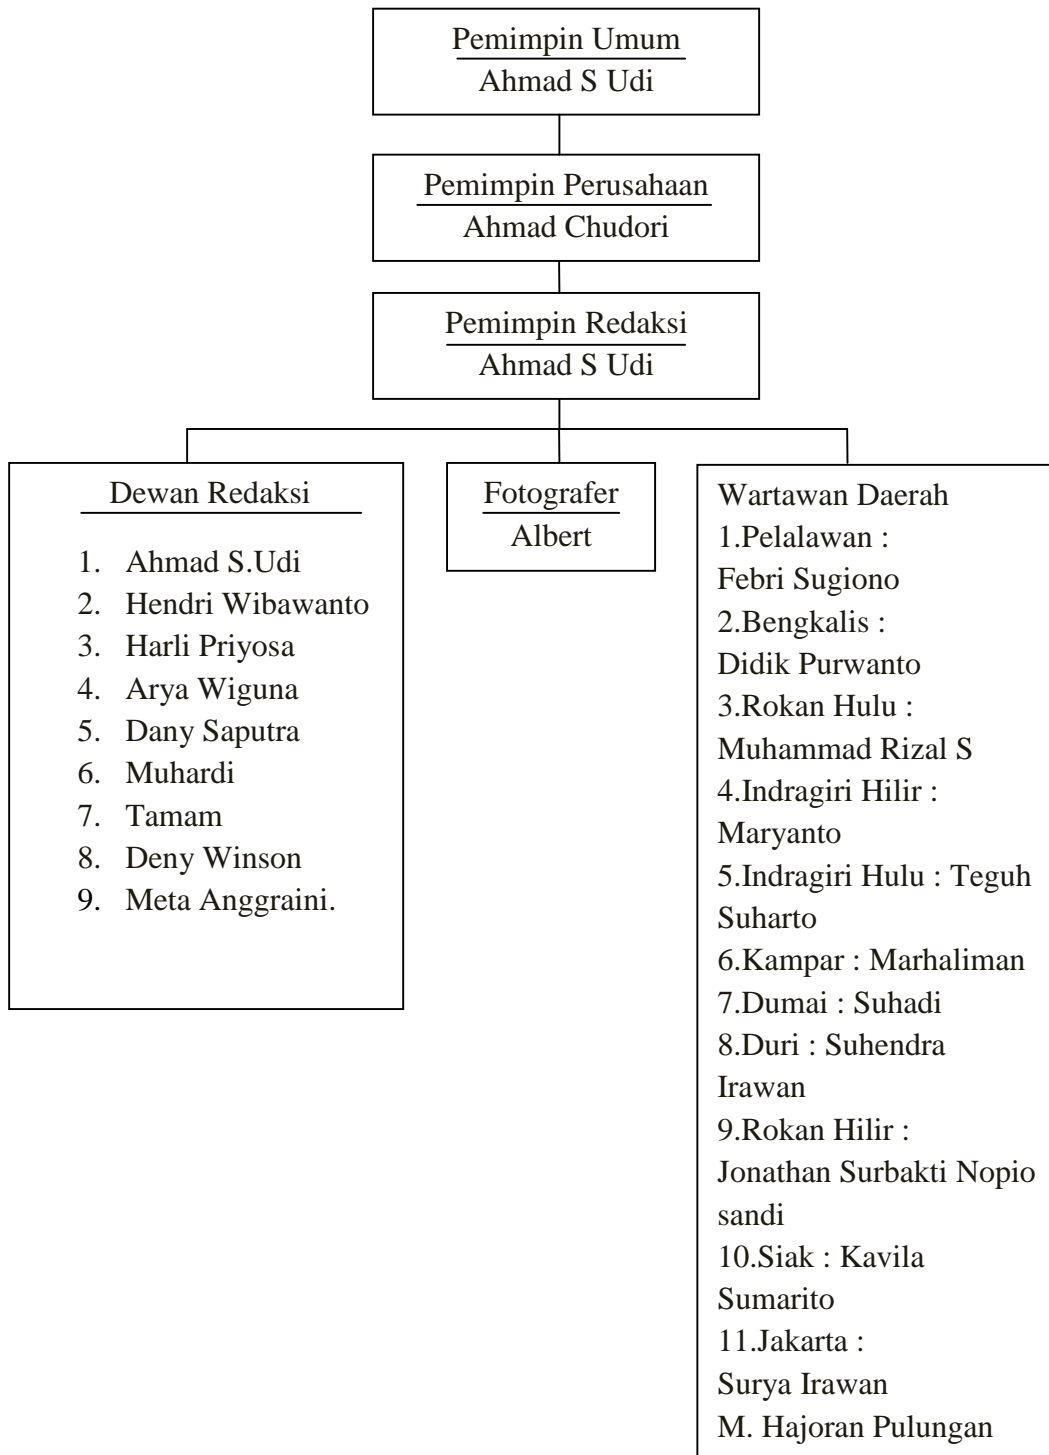 Pemimpin Umum
Ahmad S Udi
Pemimpin Perusahaan
Ahmad Chudori
Pemimpin Redaksi
Ahmad S Udi
Dewan Redaksi
1. Ahmad S.Udi
2. Hendri Wibawanto
3. Harli Priyosa
4. Arya Wiguna
5. Dany Saputra
6. Muhardi
7. Tamam
8. Deny Winson
9. Meta Anggraini.
Fotografer
Albert
Wartawan Daerah
1.Pelalawan :
Febri Sugiono
2.Bengkalis :
Didik Purwanto
3.Rokan Hulu :
Muhammad Rizal S
4.Indragiri Hilir :
Maryanto
5.Indragiri Hulu : Teguh
Suharto
6.Kampar : Marhaliman
7.Dumai : Suhadi
8.Duri : Suhendra
Irawan
9.Rokan Hilir :
Jonathan Surbakti Nopio
sandi
10.Siak : Kavila
Sumarito
11.Jakarta :
Surya Irawan
M. Hajoran Pulungan